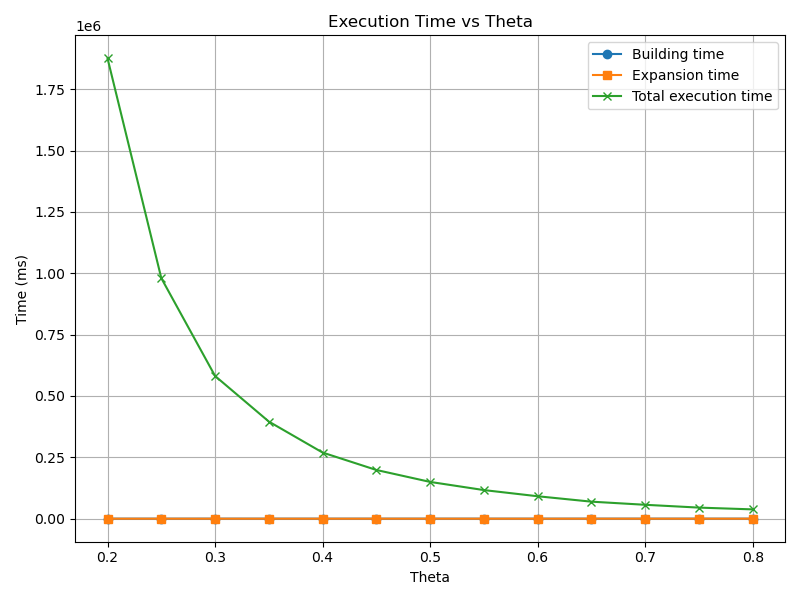 Execution Time vs Theta
1e6
Building time
Expansion time
Total execution time
1.75
1.50
1.25
1.00
0.75
0.50
0.25
0.00
Time (ms)
0.2 0.3 0.4 0.5 0.6 0.7 0.8
Theta